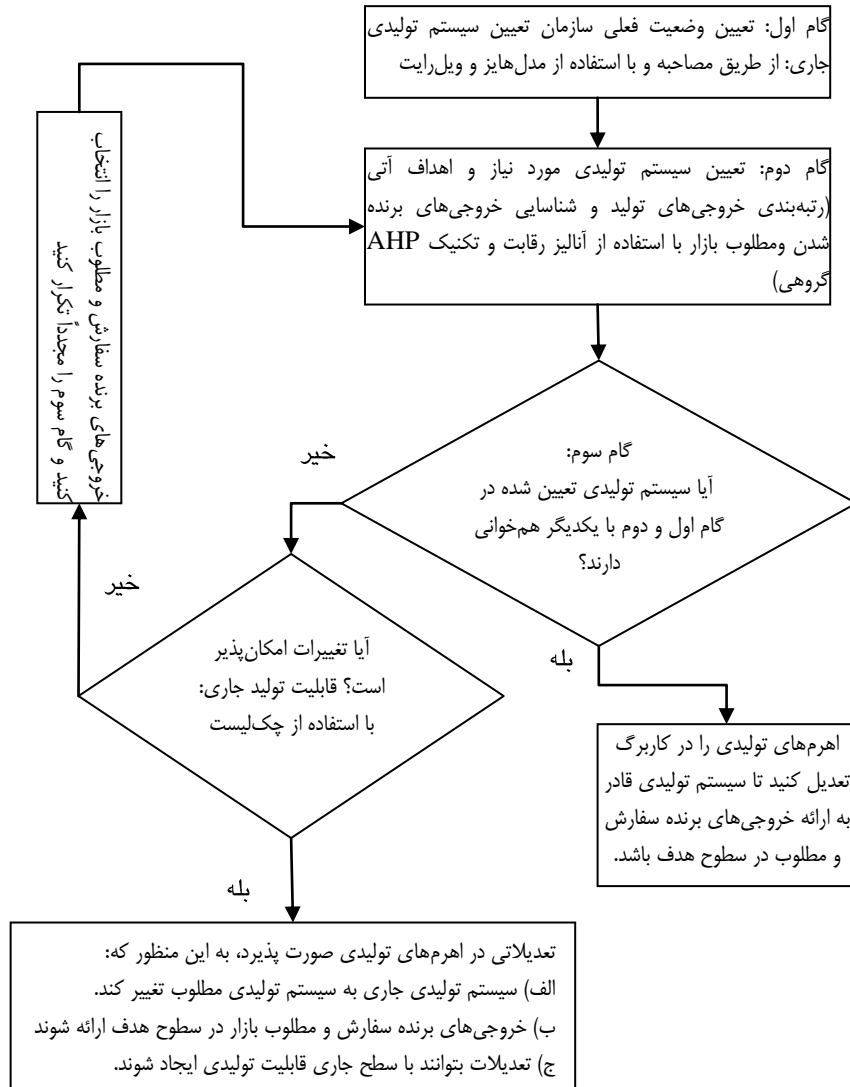 گام اول: تعیین وضعیت فعلی سازمان تعیین سیستم تولیدی
جاری: از طریق مصاحبه و با استفاده از مدل‌هایز و ویل‌رایت
گام دوم: تعیین سیستم تولیدی مورد نیاز و اهداف آتی
(رتبه‌بندی خروجی‌های تولید و شناسایی خروجی‌های برنده
شدن ومطلوب بازار با استفاده از آنالیز رقابت و تکنیک AHP
گروهی)
خروجی‌های برنده سفارش و مطلوب بازار را انتخاب
کنید و گام سوم را مجدداً تکرار کنید
گام سوم:
آیا سیستم تولیدی تعیین شده در
گام اول و دوم با یکدیگر هم‌خوانی
دارند؟
خیر
بله
آیا تغییرات امکان‌پذیر
است؟ قابلیت تولید جاری:
با استفاده از چک‌لیست
خیر
بله
اهرم‌های تولیدی را در کاربرگ
تعدیل کنید تا سیستم تولیدی قادر
به ارائه خروجی‌های برنده سفارش
و مطلوب در سطوح هدف باشد.
تعدیلاتی در اهرم‌های تولیدی صورت پذیرد، به این منظور که:
الف) سیستم تولیدی جاری به سیستم تولیدی مطلوب تغییر کند.
ب) خروجی‌های برنده سفارش و مطلوب بازار در سطوح هدف ارائه شوند
ج) تعدیلات بتوانند با سطح جاری قابلیت تولیدی ایجاد شوند.